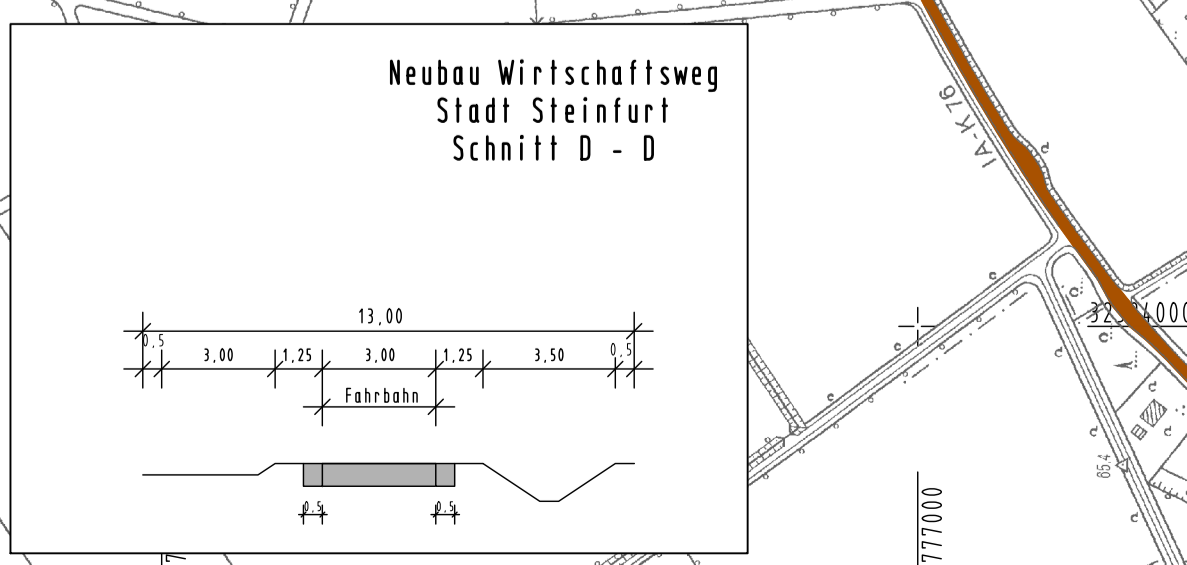 Neubau Wirtschaftsweg
Stadt Steinfurt
Schnitt D - D
13,00
0,5 3,00 1,25 3,00 1,25 3,50 0,5
Fahrbahn
0,5 0,5
IA-K 76
65.4
777000